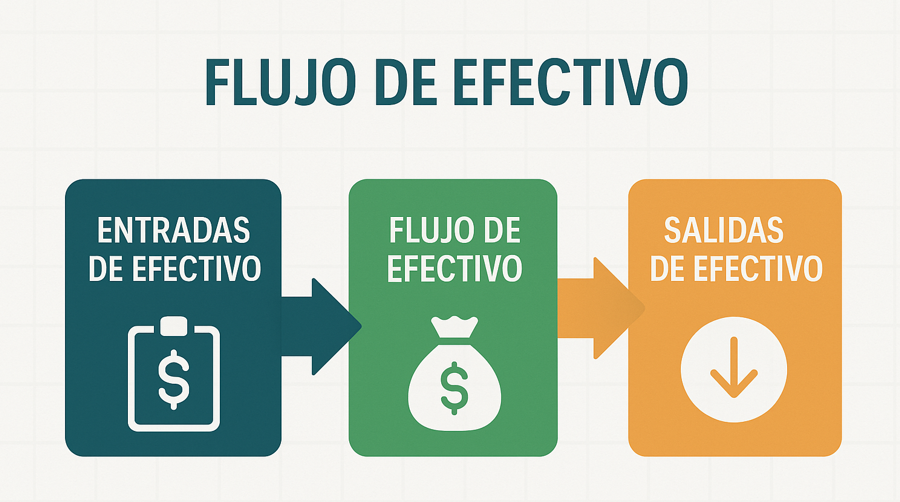 FLUJO DE EFECTIVO
ENTRADAS
DE EFECTIVO
$
FLUJO DE
EFECTIVO
$
SALIDAS
DE EFECTIVO